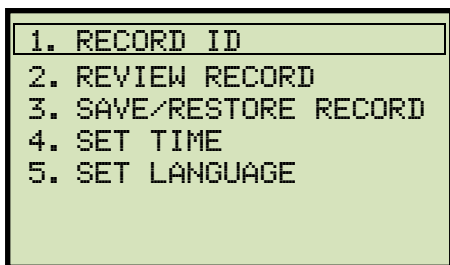 1. RECORD ID
2. REVIEW RECORD
3. SAVE/RESTORE RECORD
4. SET TIME
5. SET LANGUAGE